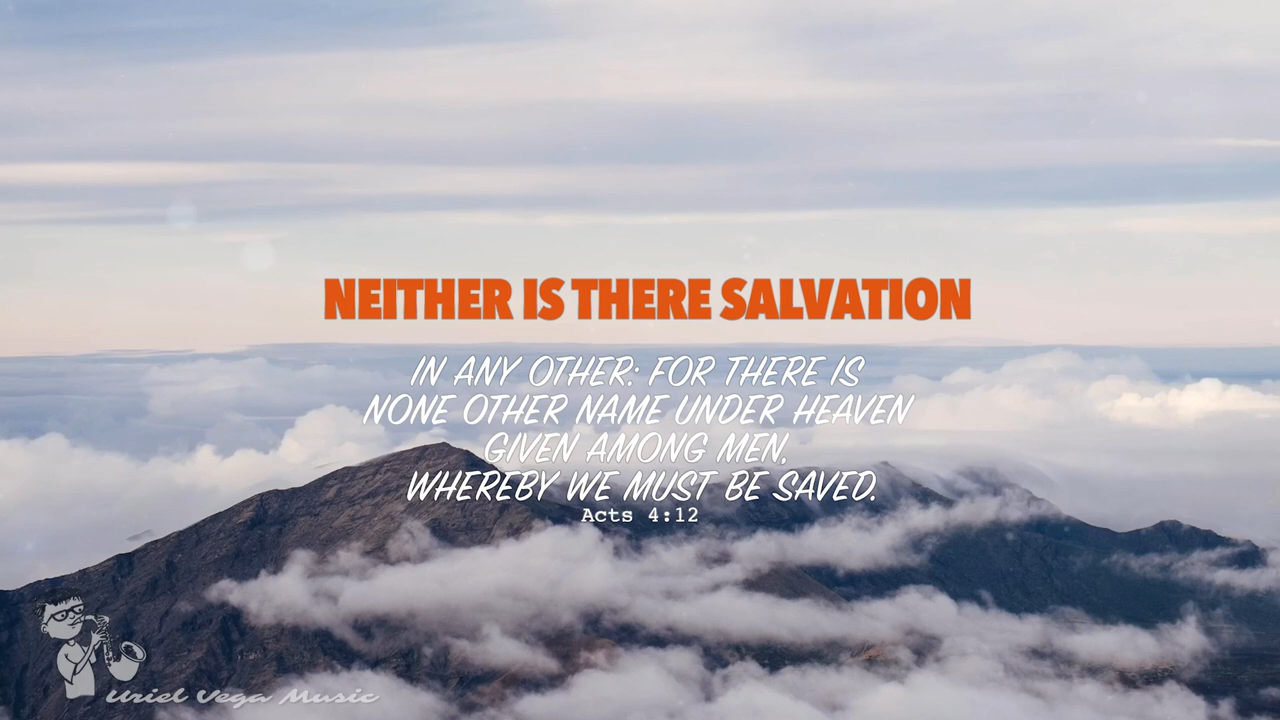 NEITHER IS THERE SALVATION
IN ANY OTHER: FOR THERE IS
NONE OTHER NAME UNDER HEAVEN
GIVEN AMONG MEN,
WHEREBY WE MUST BE SAVED.
Acts 4:12
Uriel Vega Music